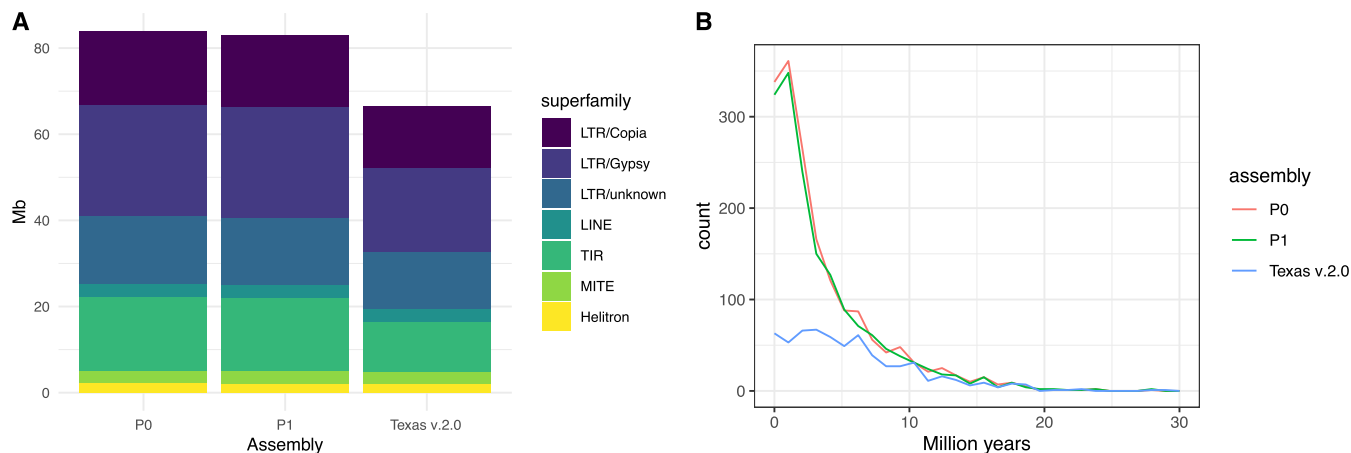 A
80
60
40
20
0
Mb
P0
P1
Texas v.2.0
Assembly
superfamily
LTR/Copia
LTR/Gypsy
LTR/unknown
LINE
TIR
MITE
Helitron
B
300
200
100
0
count
0
10
20
30
Million years
assembly
P0
P1
Texas v.2.0